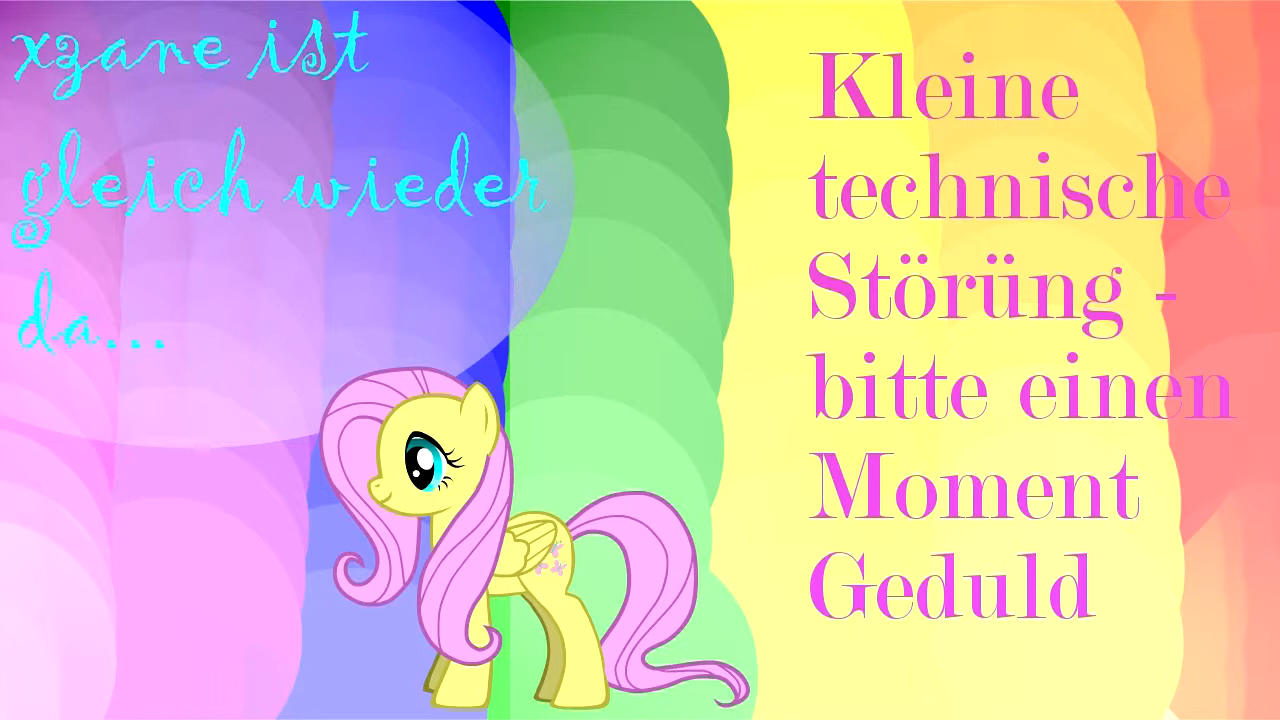 xzane ist
gleich wieder
da...
Kleine
technische
Störüng -
bitte einen
Moment
Geduld